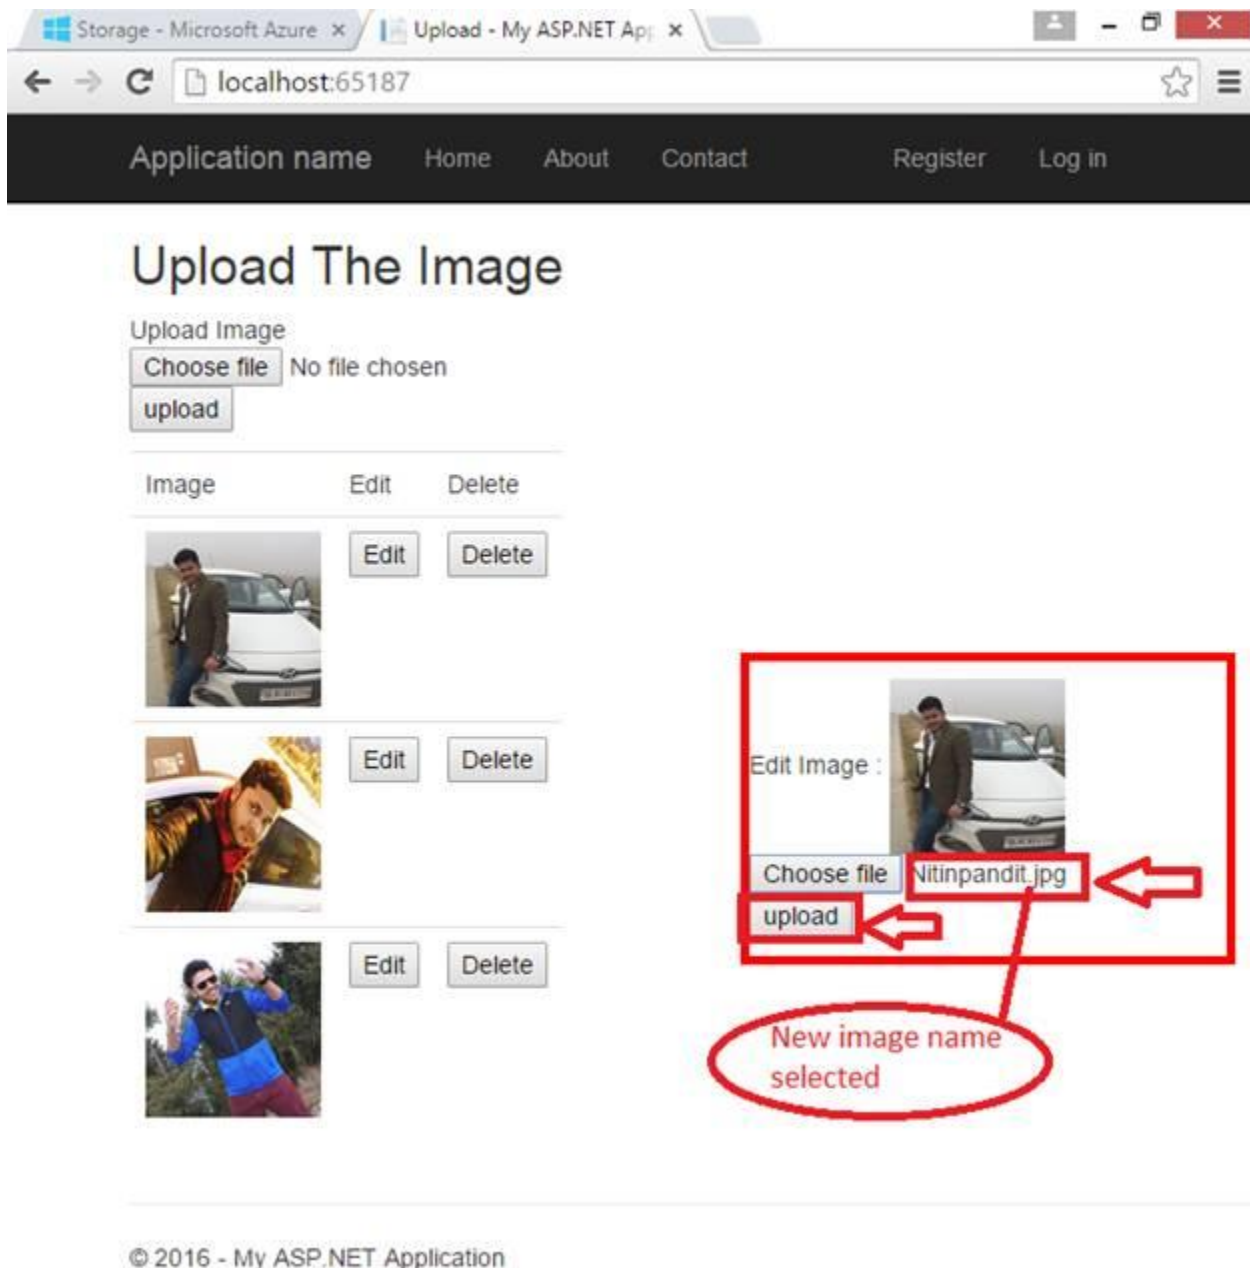 Storage - Microsoft Azure
Upload - My ASP.NET Ap
localhost:65187
Application name Home About Contact Register Log in
Upload The Image
Upload Image
Choose file No file chosen
upload
Image Edit Delete
Edit Delete
Edit Delete
Edit Delete
Edit Image :
Choose file Nitinpandit.jpg
upload
New image name
selected
© 2016 - My ASP.NET Application